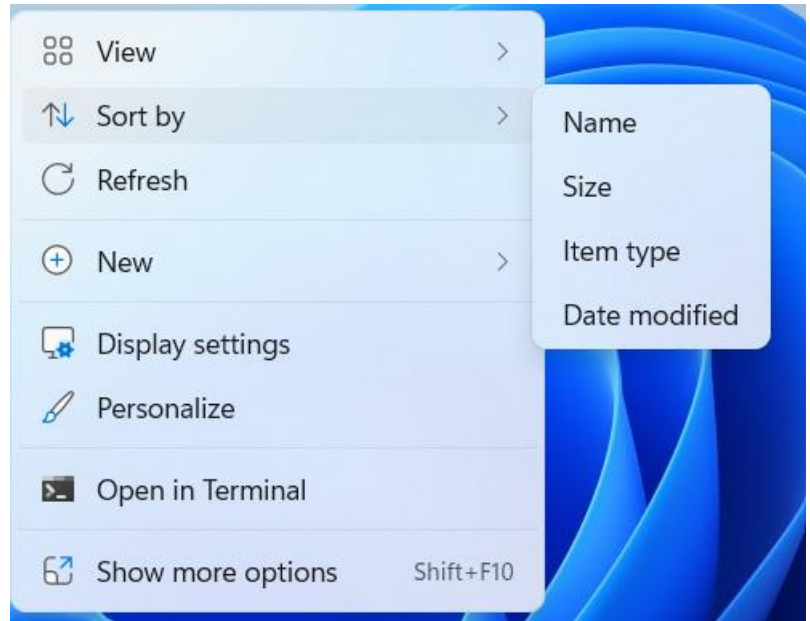 View
Sort by
Refresh
New
Display settings
Personalize
Open in Terminal
Show more options Shift+F10
Name
Size
Item type
Date modified